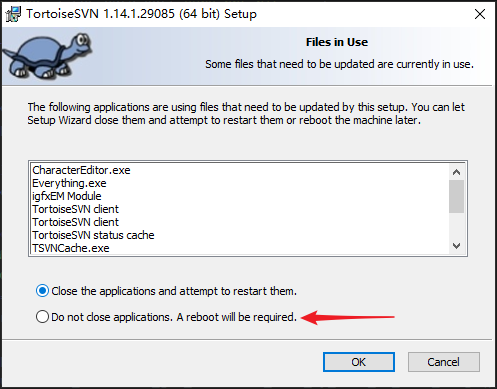 TortoiseSVN 1.14.1.29085 (64 bit) Setup
Files in Use
Some files that need to be updated are currently in use.
The following applications are using files that need to be updated by this setup. You can let
Setup Wizard close them and attempt to restart them or reboot the machine later.
CharacterEditor.exe
Everything.exe
igfxEM Module
TortoiseSVN client
TortoiseSVN client
TortoiseSVN status cache
TSVNCache.exe
Close the applications and attempt to restart them.
Do not close applications. A reboot will be required.
OK Cancel